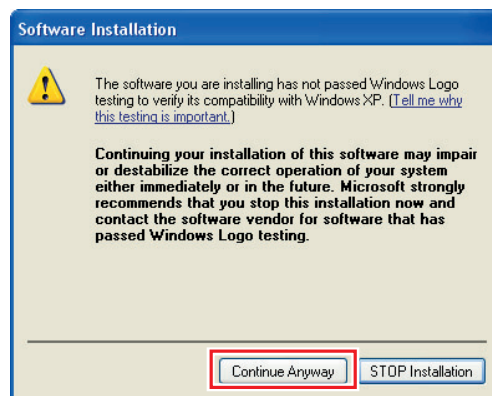 Software Installation
The software you are installing has not passed Windows Logo
testing to verify its compatibility with Windows XP. (Tell me why
this testing is important.)
Continuing your installation of this software may impair
or destabilize the correct operation of your system
either immediately or in the future. Microsoft strongly
recommends that you stop this installation now and
contact the software vendor for software that has
passed Windows Logo testing.
Continue Anyway
STOP Installation